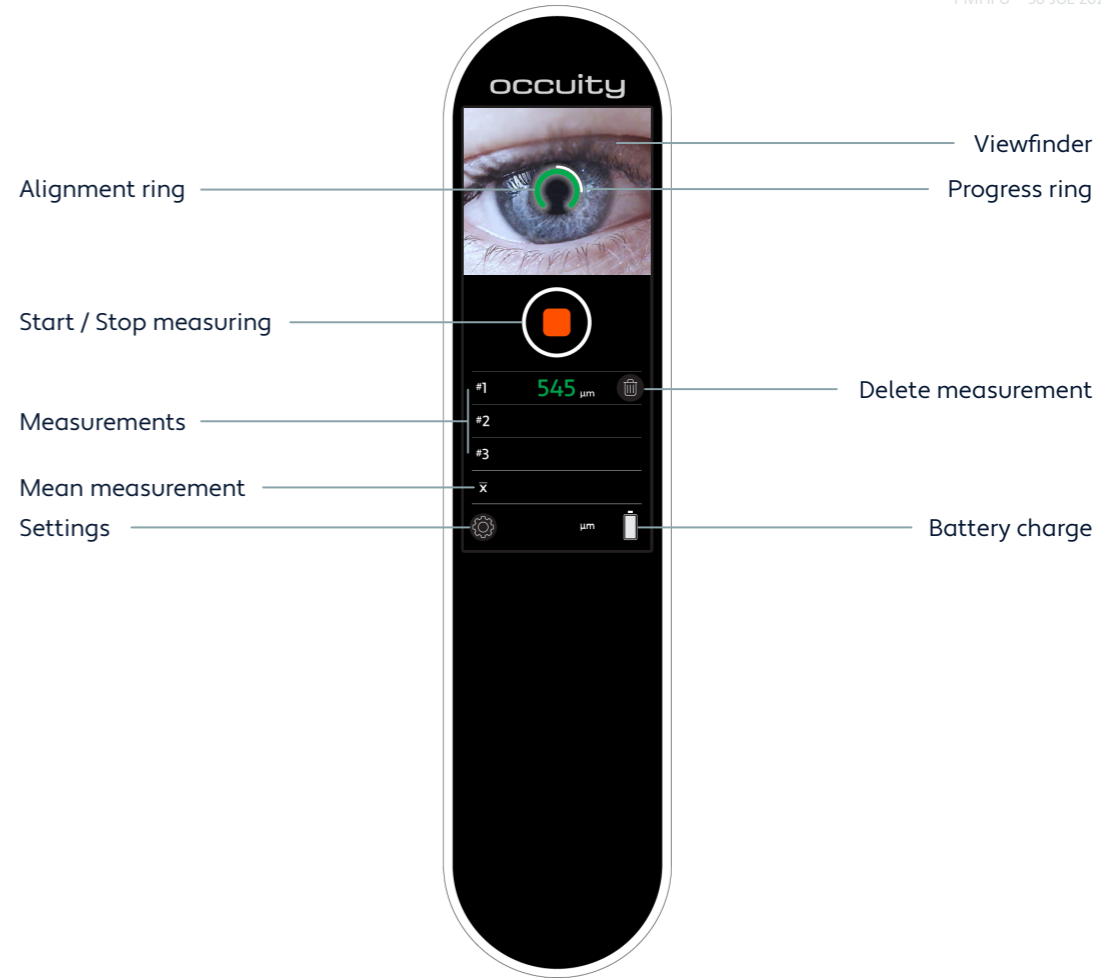 occuity
Viewfinder
Alignment ring
Progress ring
Start / Stop measuring
#1 545 µm
Delete measurement
Measurements
#2
#3
Mean measurement
x̄
Settings
µm
Battery charge